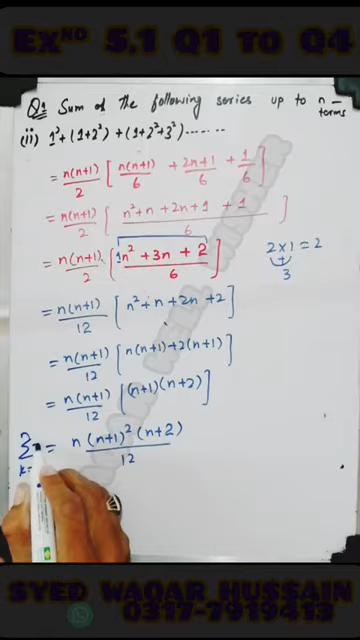 Ex№ 5.1 Q1 TO Q4
Q1 Sum of the following series up to n terms
(ii) 1² + (1+2²) + (1+2²+3²) .......
= n(n+1)/2 [ n(n+1)/6 + 2n+1/6 + 1/6 ]
= n(n+1)/2 [ n²+n+2n+1+1 / 6 ]
= n(n+1)/2 [ 1n²+3n+2 / 6 ]
2×1=2
+
3
= n(n+1)/12 [ n²+n+2n+2 ]
= n(n+1)/12 [ n(n+1)+2(n+1) ]
= n(n+1)/12 [ (n+1)(n+2) ]
= n(n+1)²(n+2) / 12
SYED WAQAR HUSSAIN
0317-7919413